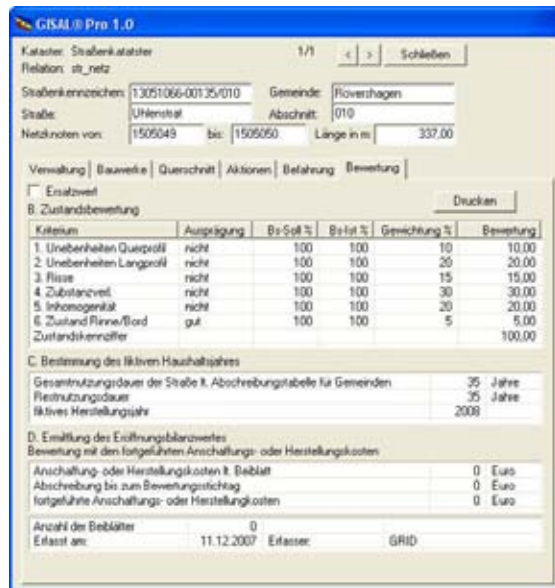 GISAL® Pro 1.0
Kataster: Straßenkatatster 1/1 < > Schließen
Relation: str_netz
Straßenkennzeichen: 13051066-00135/010 Gemeinde: Rövershagen
Straße: Uhlenstrat Abschnitt: 010
Netzknoten von: 1505049 bis: 1505050 Länge in m: 337,00
Verwaltung Bauwerke Querschnitt Aktionen Befahrung Bewertung
Ersatzwert Drucken
B. Zustandsbewertung
Kriterium Ausprägung Bs-Soll % Bs-Ist % Gewichtung % Bewertung
1. Unebenheiten Querprofil nicht 100 100 10 10,00
2. Unebenheiten Langprofil nicht 100 100 20 20,00
3. Risse nicht 100 100 15 15,00
4. Zubstanzverl. nicht 100 100 30 30,00
5. Inhomogenität nicht 100 100 20 20,00
6. Zustand Rinne/Bord gut 100 100 5 5,00
Zustandskennziffer 100,00
C. Bestimmung des fiktiven Haushaltsjahres
Gesamtnutzungsdauer der Straße lt. Abschreibungstabelle für Gemeinden 35 Jahre
Restnutzungsdauer 35 Jahre
fiktives Herstellungsjahr 2008
D. Ermittlung des Eröffnungsbilanzwertes
Bewertung mit den fortgeführten Anschaffungs- oder Herstellungskosten
Anschaffung- oder Herstellungskosten lt. Beiblatt 0 Euro
Abschreibung bis zum Bewertungsstichtag 0 Euro
fortgeführte Anschaffungs- oder Herstellungkosten 0 Euro
Anzahl der Beiblätter 0
Erfasst am: 11.12.2007 Erfasser: GRID